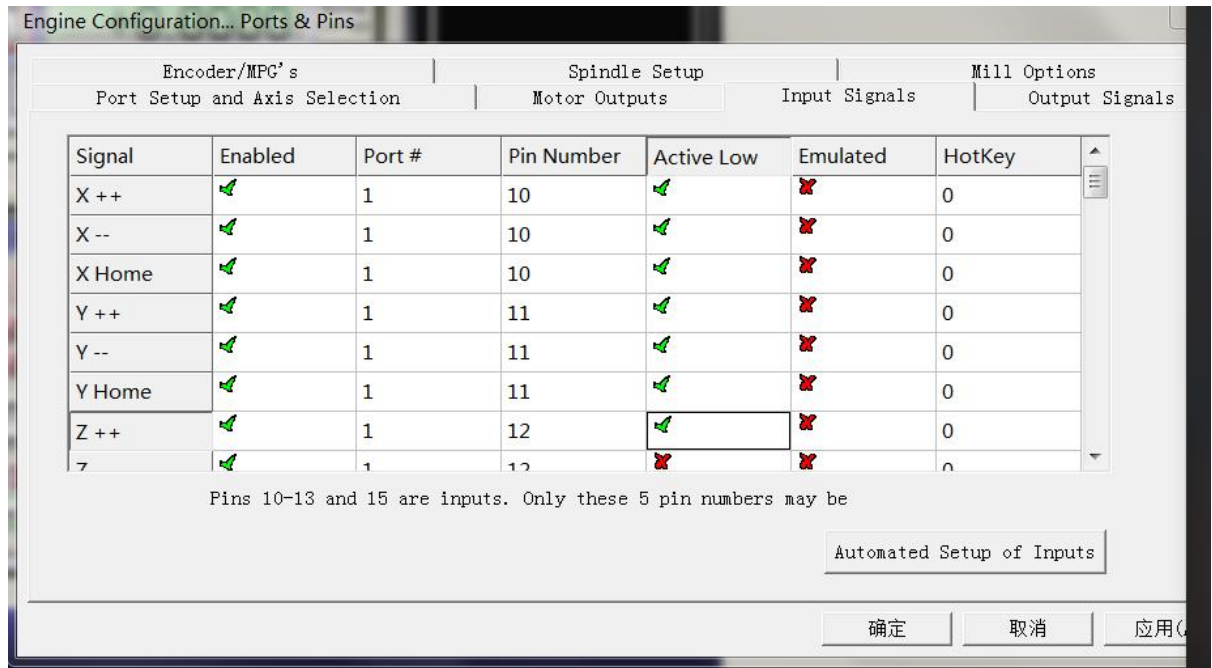 Engine Configuration... Ports & Pins
Encoder/MPG's Spindle Setup Mill Options
Port Setup and Axis Selection Motor Outputs Input Signals Output Signals
Signal Enabled Port # Pin Number Active Low Emulated HotKey
X ++ 1 10 0
X -- 1 10 0
X Home 1 10 0
Y ++ 1 11 0
Y -- 1 11 0
Y Home 1 11 0
Z ++ 1 12 0
1 12 0
Pins 10-13 and 15 are inputs. Only these 5 pin numbers may be
Automated Setup of Inputs
确定 取消 应用(